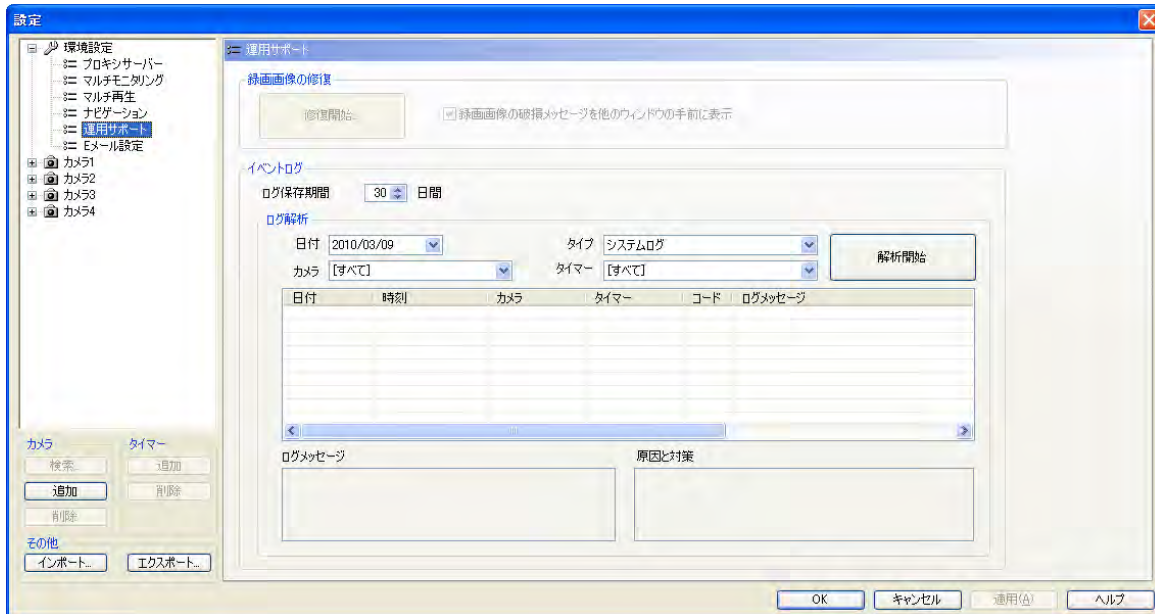 設定
環境設定
プロキシサーバー
マルチモニタリング
マルチ再生
ナビゲーション
運用サポート
Eメール設定
カメラ1
カメラ2
カメラ3
カメラ4
カメラ
検索...
追加
削除
タイマー
追加
削除
その他
インポート...
エクスポート...
運用サポート
録画画像の修復
修復開始...
録画画像の破損メッセージを他のウィンドウの手前に表示
イベントログ
ログ保存期間 30 日間
ログ解析
日付 2010/03/09 タイプ システムログ
カメラ [すべて] タイマー [すべて]
解析開始
日付 時刻 カメラ タイマー コード ログメッセージ
ログメッセージ 原因と対策
OK キャンセル 適用(A) ヘルプ